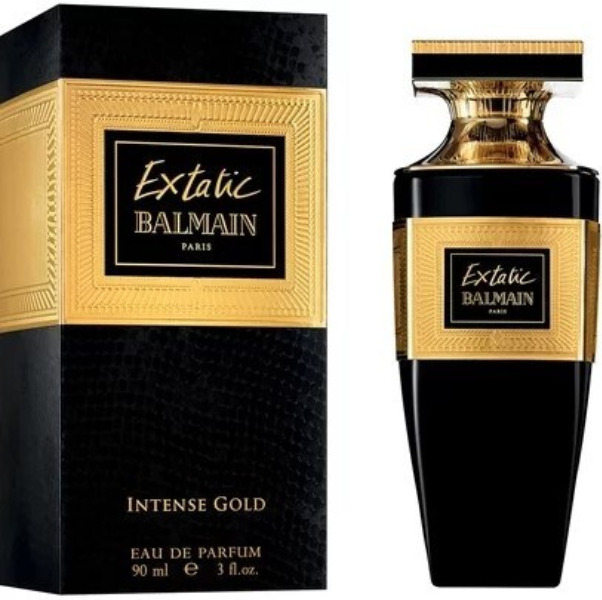 Extatic
BALMAIN
PARIS
INTENSE GOLD
EAU DE PARFUM
90 ml e 3 fl.oz.
Extatic
BALMAIN
PARIS